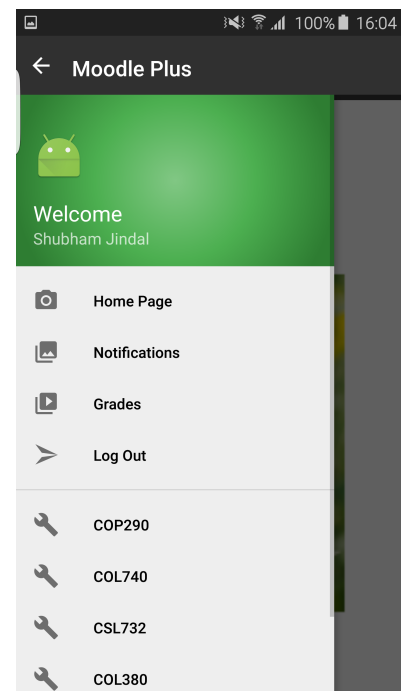 100% 16:04
Moodle Plus
Welcome
Shubham Jindal
Home Page
Notifications
Grades
Log Out
COP290
COL740
CSL732
COL380